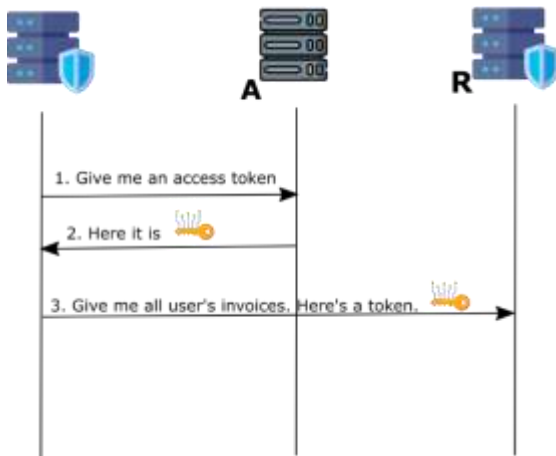 A
R
1. Give me an access token
2. Here it is
3. Give me all user's invoices. Here's a token.